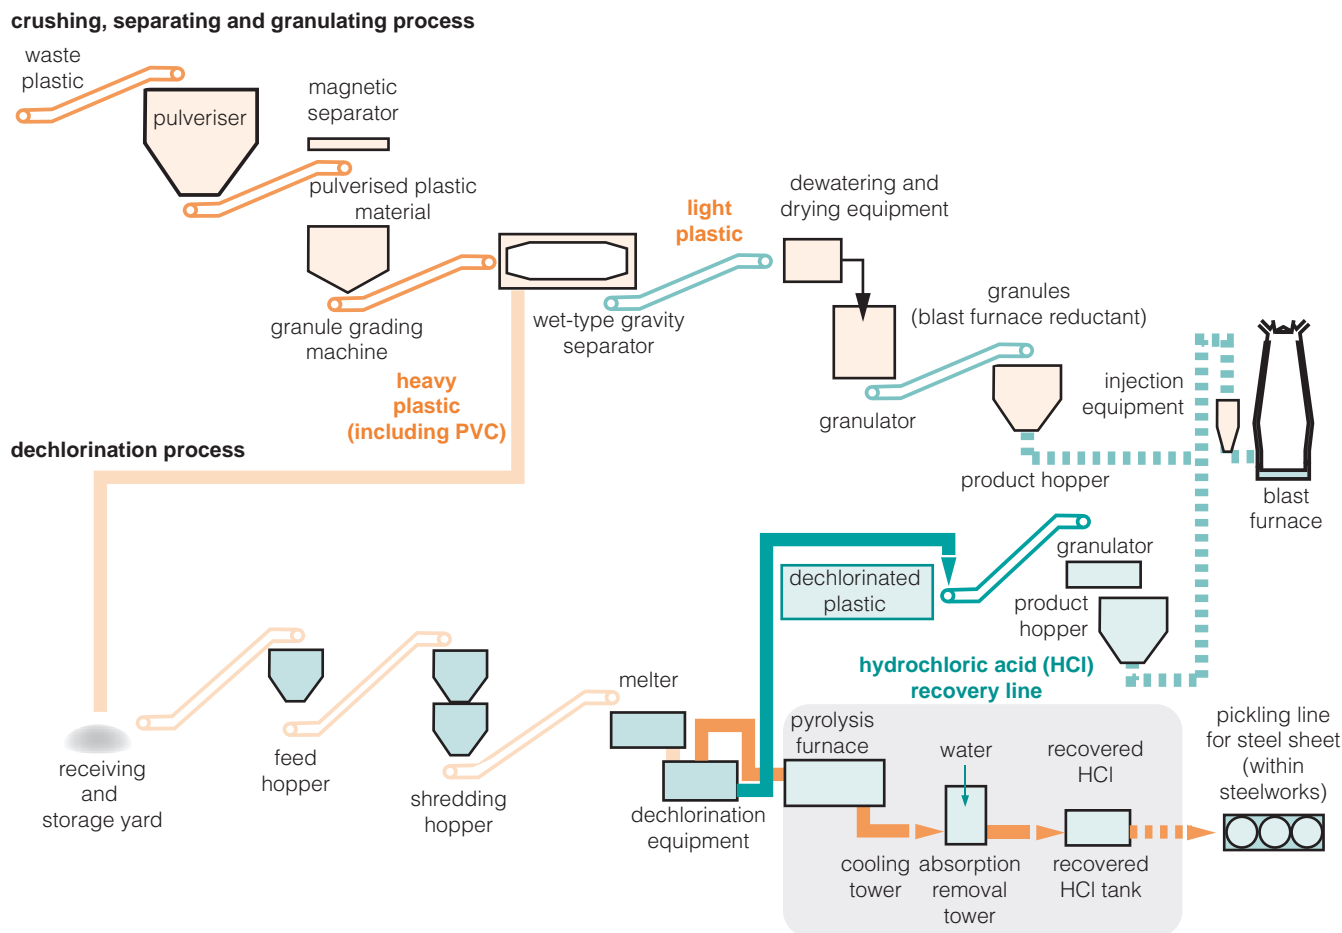 crushing, separating and granulating process
waste
plastic
pulveriser
magnetic
separator
pulverised plastic
material
granule grading
machine
wet-type gravity
separator
light
plastic
dewatering and
drying equipment
granulator
granules
(blast furnace reductant)
product hopper
injection
equipment
blast
furnace
heavy
plastic
(including PVC)
dechlorination process
receiving
and
storage yard
feed
hopper
shredding
hopper
melter
dechlorination
equipment
dechlorinated
plastic
granulator
product
hopper
hydrochloric acid (HCl)
recovery line
pyrolysis
furnace
cooling
tower
water
absorption
removal
tower
recovered
HCl
recovered
HCl tank
pickling line
for steel sheet
(within
steelworks)